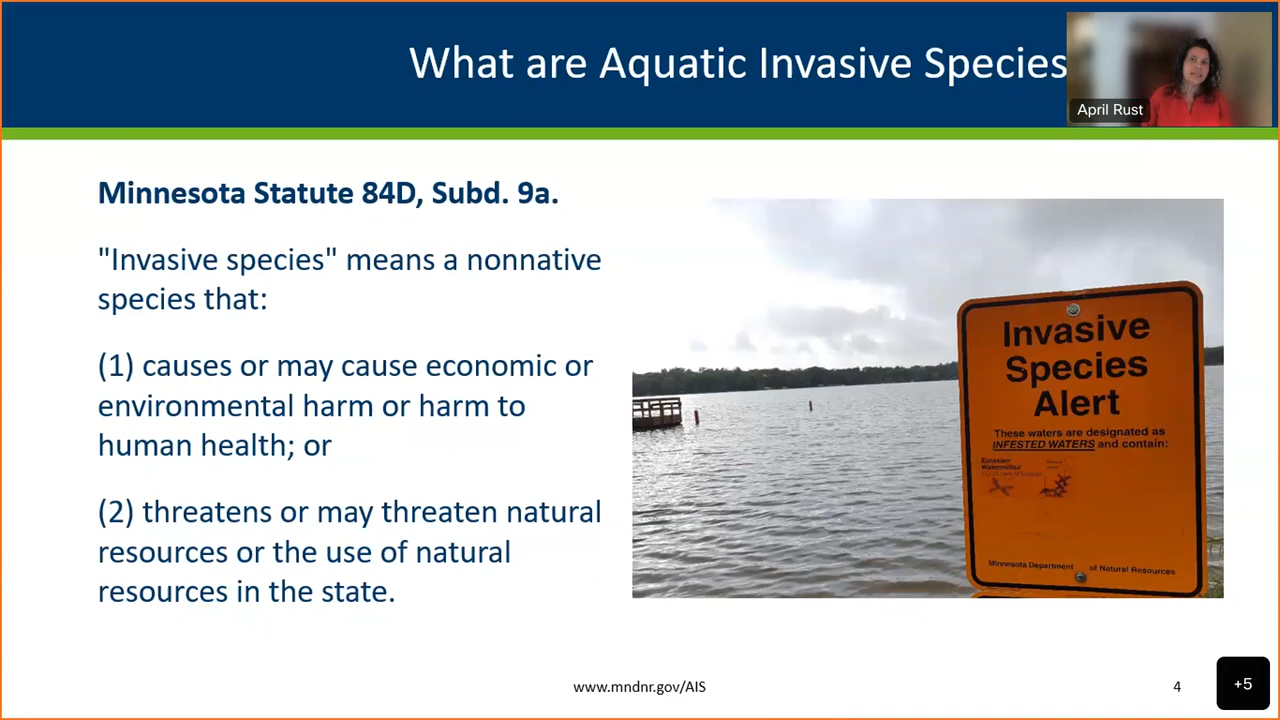 What are Aquatic Invasive Species
April Rust
Minnesota Statute 84D, Subd. 9a.
"Invasive species" means a nonnative
species that:
(1) causes or may cause economic or
environmental harm or harm to
human health; or
(2) threatens or may threaten natural
resources or the use of natural
resources in the state.
Invasive
Species
Alert
These waters are designated as
INFESTED WATERS and contain:
Eurasian
Watermilfoil
Minnesota Department of Natural Resources
www.mndnr.gov/AIS
4
+5